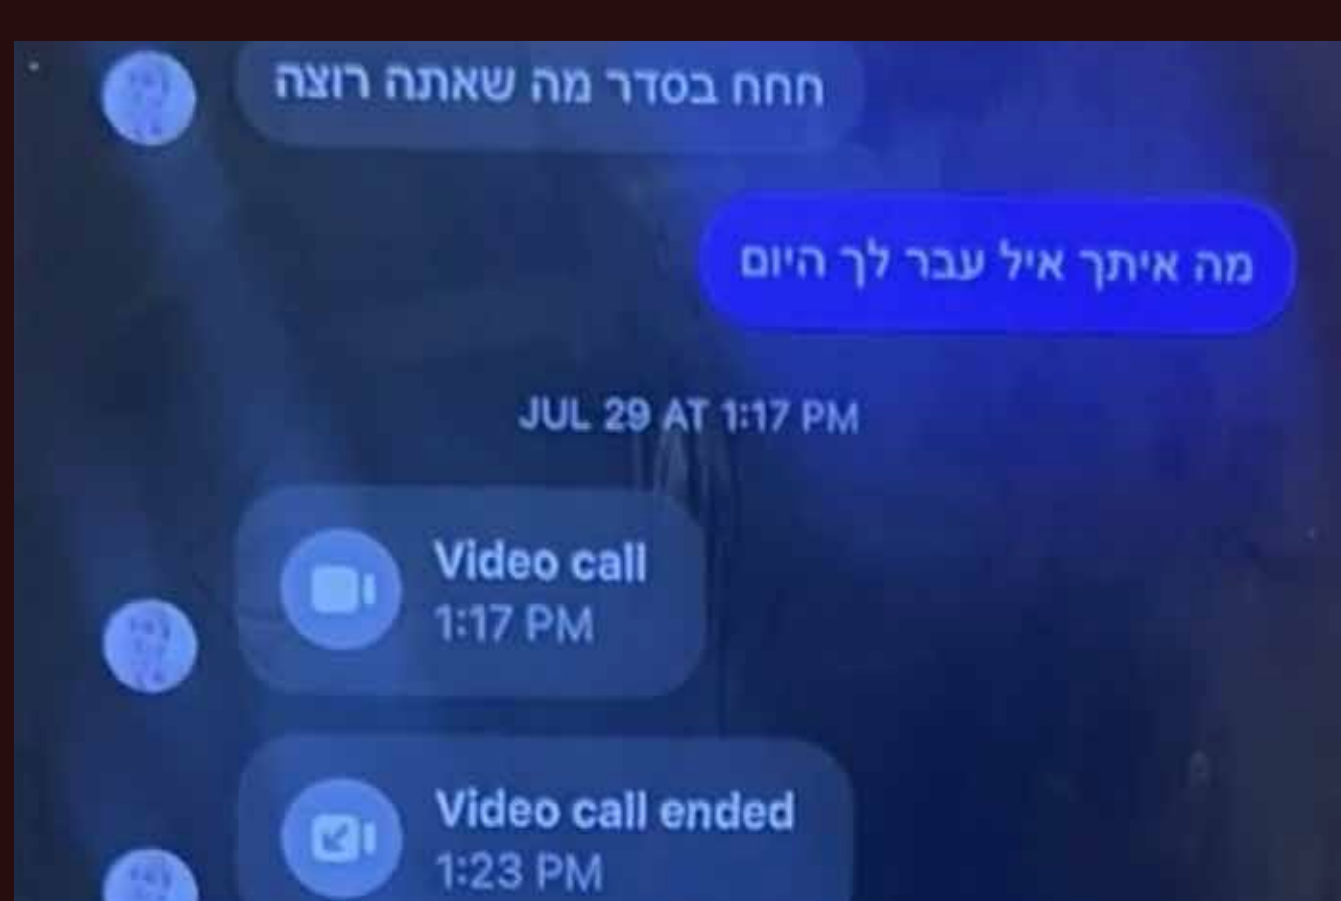 חחח בסדר מה שאתה רוצה
מה איתך איל עבר לך היום
JUL 29 AT 1:17 PM
Video call
1:17 PM
Video call ended
1:23 PM